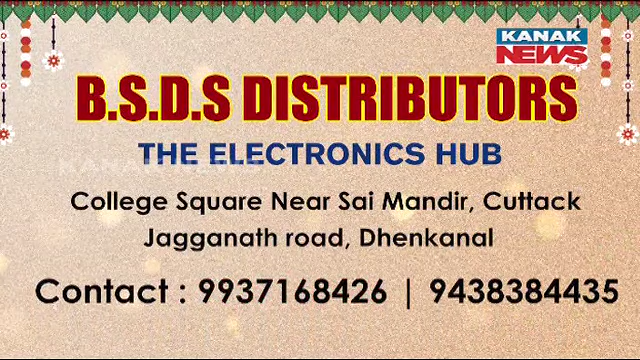 KANAK
NEWS
B.S.D.S DISTRIBUTORS
THE ELECTRONICS HUB
College Square Near Sai Mandir, Cuttack
Jagganath road, Dhenkanal
Contact : 9937168426 | 9438384435